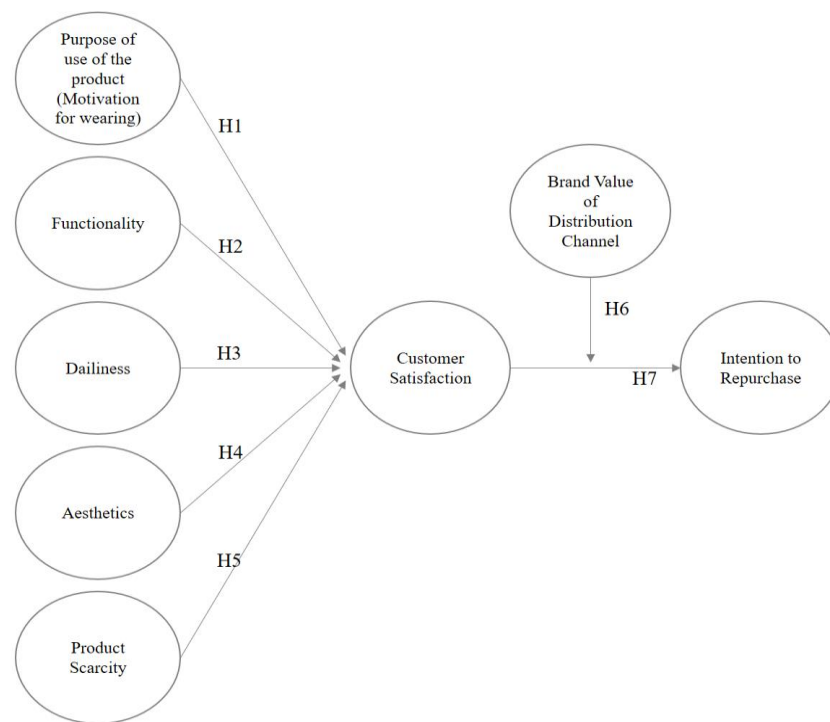 Purpose of
use of the
product
(Motivation
for wearing)
H1
Functionality
H2
Brand Value
of
Distribution
Channel
H6
Dailiness
H3
Customer
Satisfaction
H7
Intention to
Repurchase
H4
Aesthetics
H5
Product
Scarcity